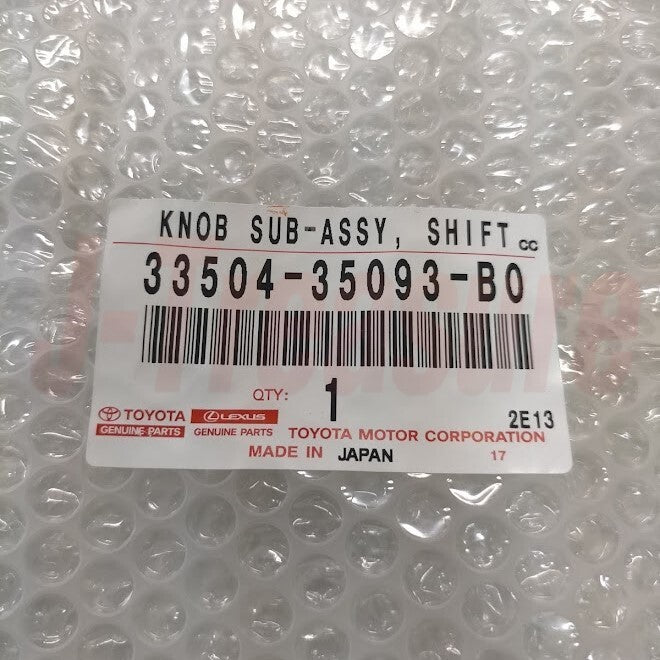 KNOB SUB-ASSY, SHIFT CC
33504-35093-B0
QTY: 1
TOYOTA LEXUS 2E13
GENUINE PARTS GENUINE PARTS TOYOTA MOTOR CORPORATION
MADE IN JAPAN 17